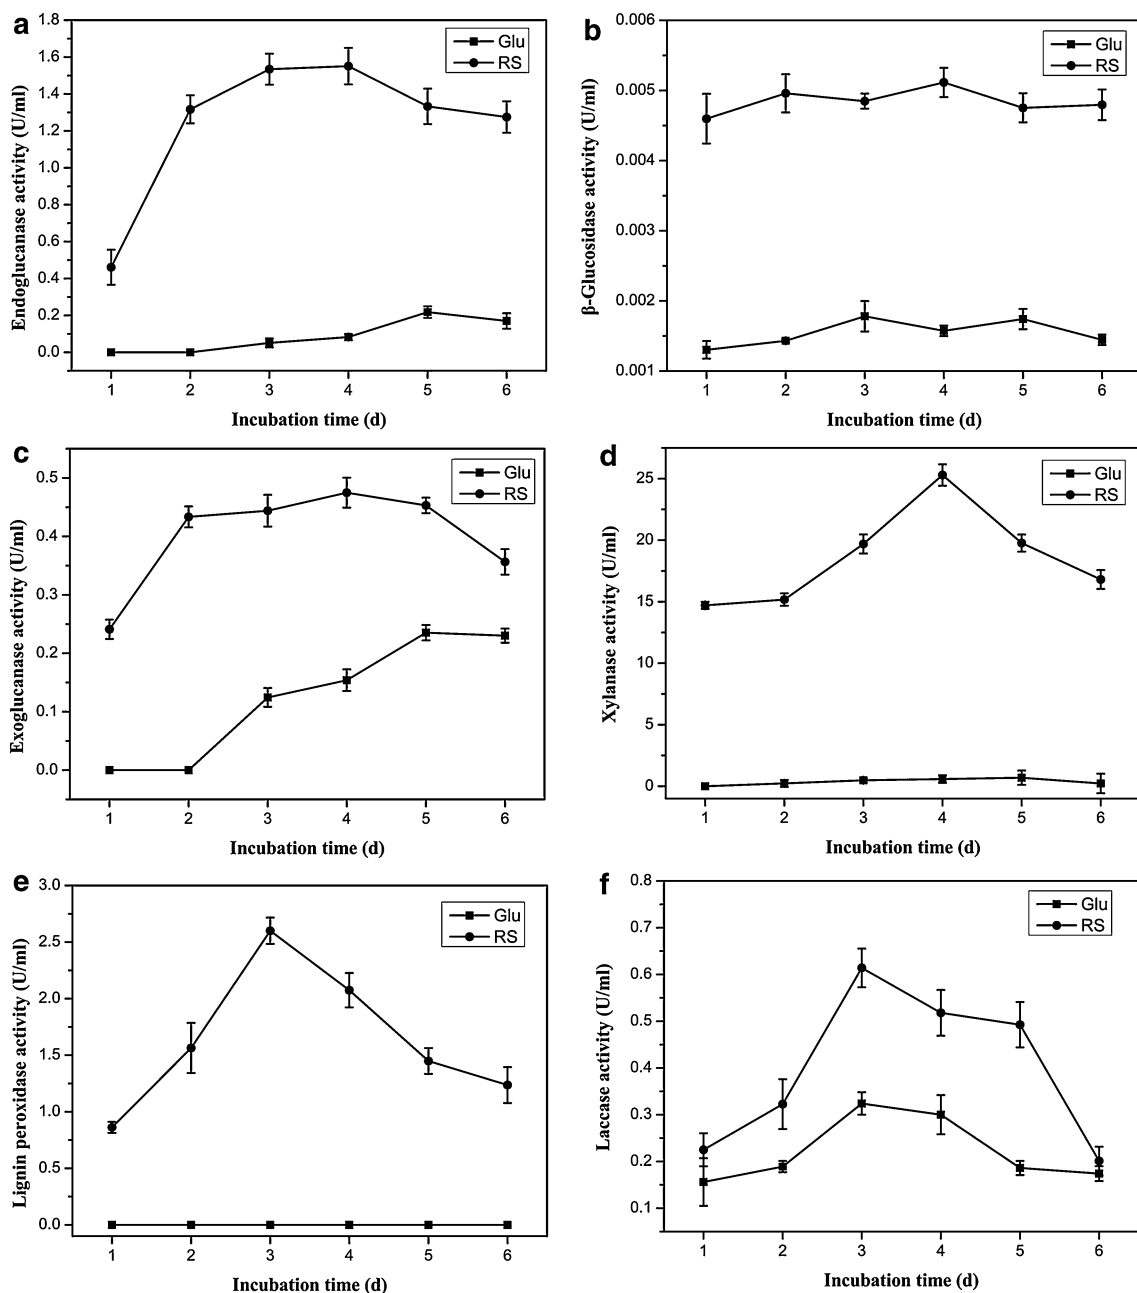 a
1.8
1.6
1.4
1.2
1.0
0.8
0.6
0.4
0.2
0.0
Endoglucanase activity (U/ml)
Glu
RS
1 2 3 4 5 6
Incubation time (d)
b
0.006
0.005
0.004
0.003
0.002
0.001
β-Glucosidase activity (U/ml)
Glu
RS
1 2 3 4 5 6
Incubation time (d)
c
0.5
0.4
0.3
0.2
0.1
0.0
Exoglucanase activity (U/ml)
Glu
RS
1 2 3 4 5 6
Incubation time (d)
d
25
20
15
10
5
0
Xylanase activity (U/ml)
Glu
RS
1 2 3 4 5 6
Incubation time (d)
e
3.0
2.5
2.0
1.5
1.0
0.5
0.0
Lignin peroxidase activity (U/ml)
Glu
RS
1 2 3 4 5 6
Incubation time (d)
f
0.8
0.7
0.6
0.5
0.4
0.3
0.2
0.1
Laccase activity (U/ml)
Glu
RS
1 2 3 4 5 6
Incubation time (d)